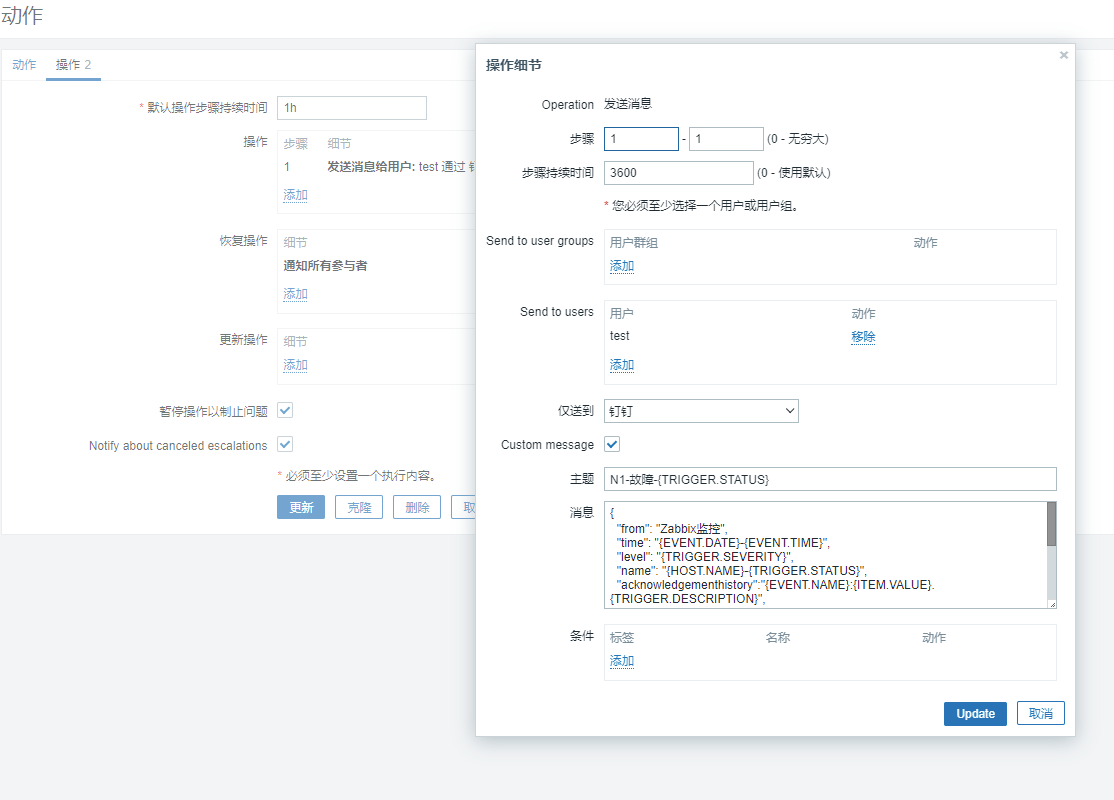 动作
动作 操作 2
* 默认操作步骤持续时间 1h
操作 步骤 细节
1 发送消息给用户: test 通过
添加
恢复操作 细节
通知所有参与者
添加
更新操作 细节
添加
暂停操作以制止问题
Notify about canceled escalations
* 必须至少设置一个执行内容。
更新 克隆 删除
操作细节 ×
Operation 发送消息
步骤 1 - 1 (0 - 无穷大)
步骤持续时间 3600 (0 - 使用默认)
* 您必须至少选择一个用户或用户组。
Send to user groups 用户群组 动作
添加
Send to users 用户 动作
test 移除
添加
仅送到 钉钉
Custom message
主题 N1-故障-{TRIGGER.STATUS}
消息 {
"from": "Zabbix监控",
"time": "{EVENT.DATE}-{EVENT.TIME}",
"level": "{TRIGGER.SEVERITY}",
"name": "{HOST.NAME}-{TRIGGER.STATUS}",
"acknowledgementhistory":"{EVENT.NAME}:{ITEM.VALUE}.
{TRIGGER.DESCRIPTION}",
条件 标签 名称 动作
添加
Update 取消